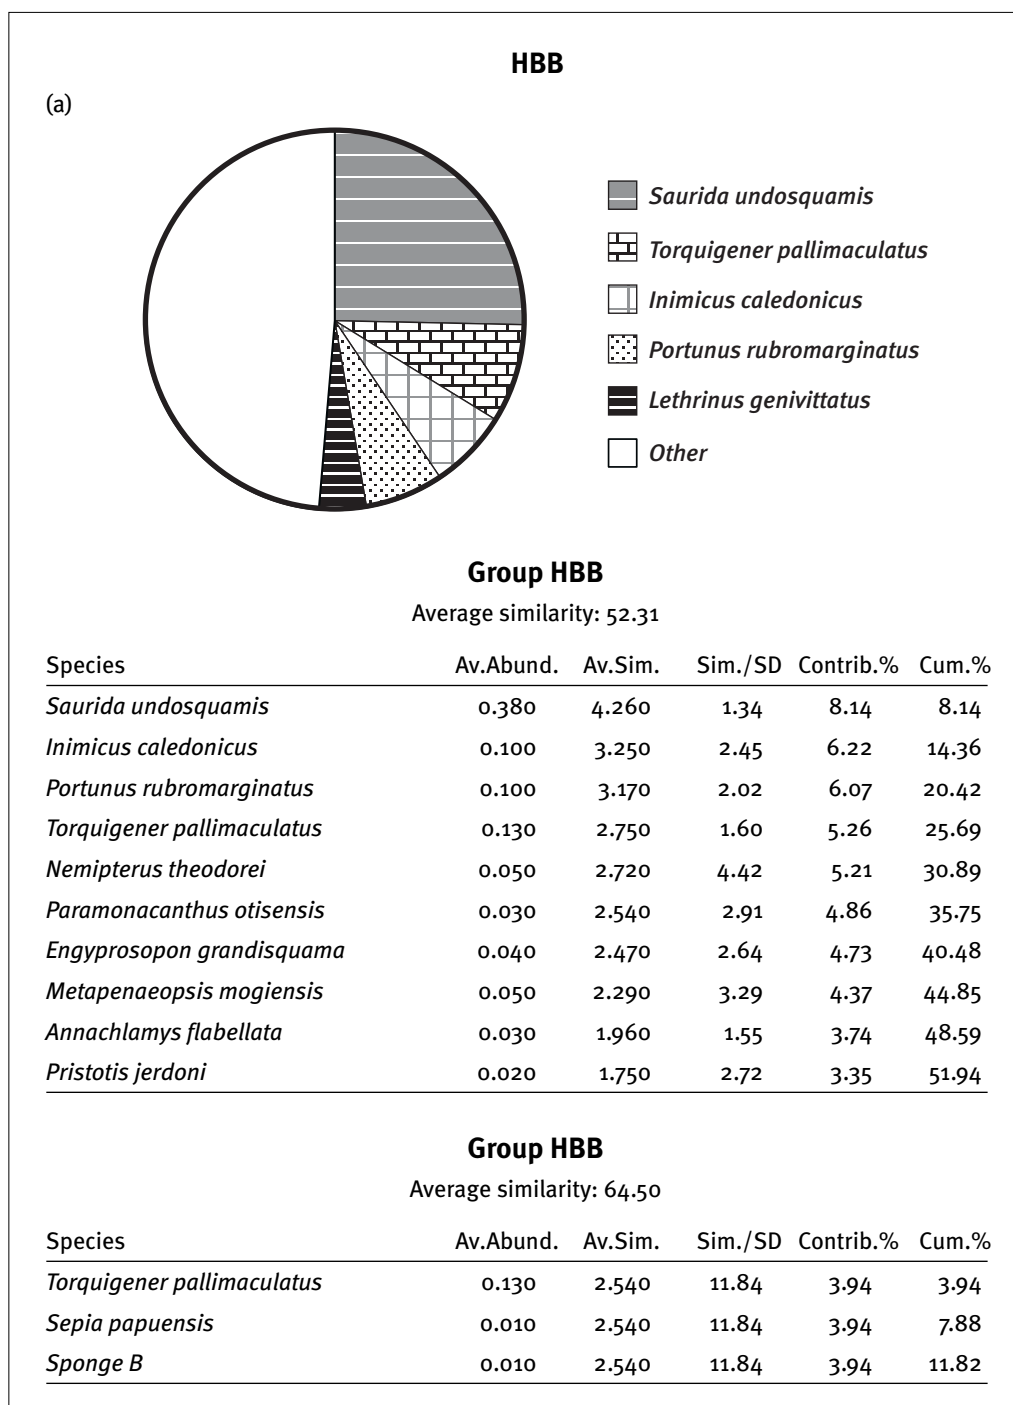 HBB
(a)
Saurida undosquamis
Torquigener pallimaculatus
Inimicus caledonicus
Portunus rubromarginatus
Lethrinus genivittatus
Other
Group HBB
Average similarity: 52.31
Species Av.Abund. Av.Sim. Sim./SD Contrib.% Cum.%
Saurida undosquamis 0.380 4.260 1.34 8.14 8.14
Inimicus caledonicus 0.100 3.250 2.45 6.22 14.36
Portunus rubromarginatus 0.100 3.170 2.02 6.07 20.42
Torquigener pallimaculatus 0.130 2.750 1.60 5.26 25.69
Nemipterus theodorei 0.050 2.720 4.42 5.21 30.89
Paramonacanthus otisensis 0.030 2.540 2.91 4.86 35.75
Engyprosopon grandisquama 0.040 2.470 2.64 4.73 40.48
Metapenaeopsis mogiensis 0.050 2.290 3.29 4.37 44.85
Annachlamys flabellata 0.030 1.960 1.55 3.74 48.59
Pristotis jerdoni 0.020 1.750 2.72 3.35 51.94
Group HBB
Average similarity: 64.50
Species Av.Abund. Av.Sim. Sim./SD Contrib.% Cum.%
Torquigener pallimaculatus 0.130 2.540 11.84 3.94 3.94
Sepia papuensis 0.010 2.540 11.84 3.94 7.88
Sponge B 0.010 2.540 11.84 3.94 11.82